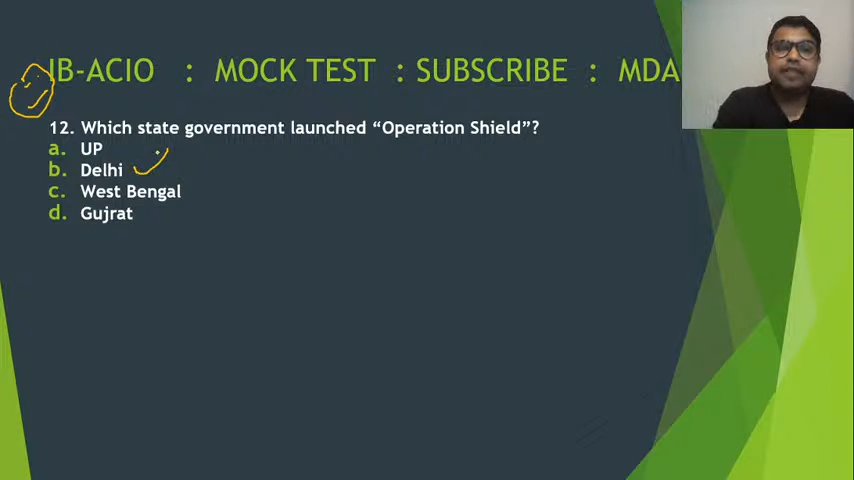 IB-ACIO : MOCK TEST : SUBSCRIBE : MDA
12. Which state government launched “Operation Shield”?
a. UP
b. Delhi
c. West Bengal
d. Gujrat